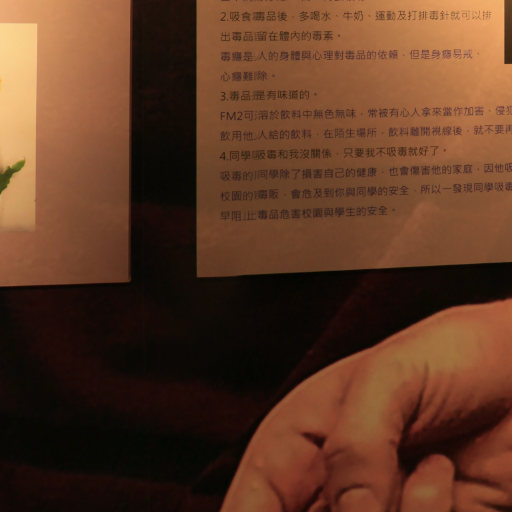 2.吸食毒品後，多喝水、牛奶、運動及打排毒針就可以排
出毒品留在體內的毒素。
毒癮是人的身體與心理對毒品的依賴，但是身癮易戒，
心癮難除。
3.毒品是有味道的。
FM2可溶於飲料中無色無味，常被有心人拿來當作加害、侵犯
飲用他人給的飲料，在陌生場所，飲料離開視線後，就不要再
4.同學吸毒和我沒關係，只要我不吸毒就好了。
吸毒的同學除了損害自己的健康，也會傷害他的家庭，因他吸
校園的毒販，會危及到你與同學的安全，所以一發現同學吸毒
早阻止毒品危害校園與學生的安全。